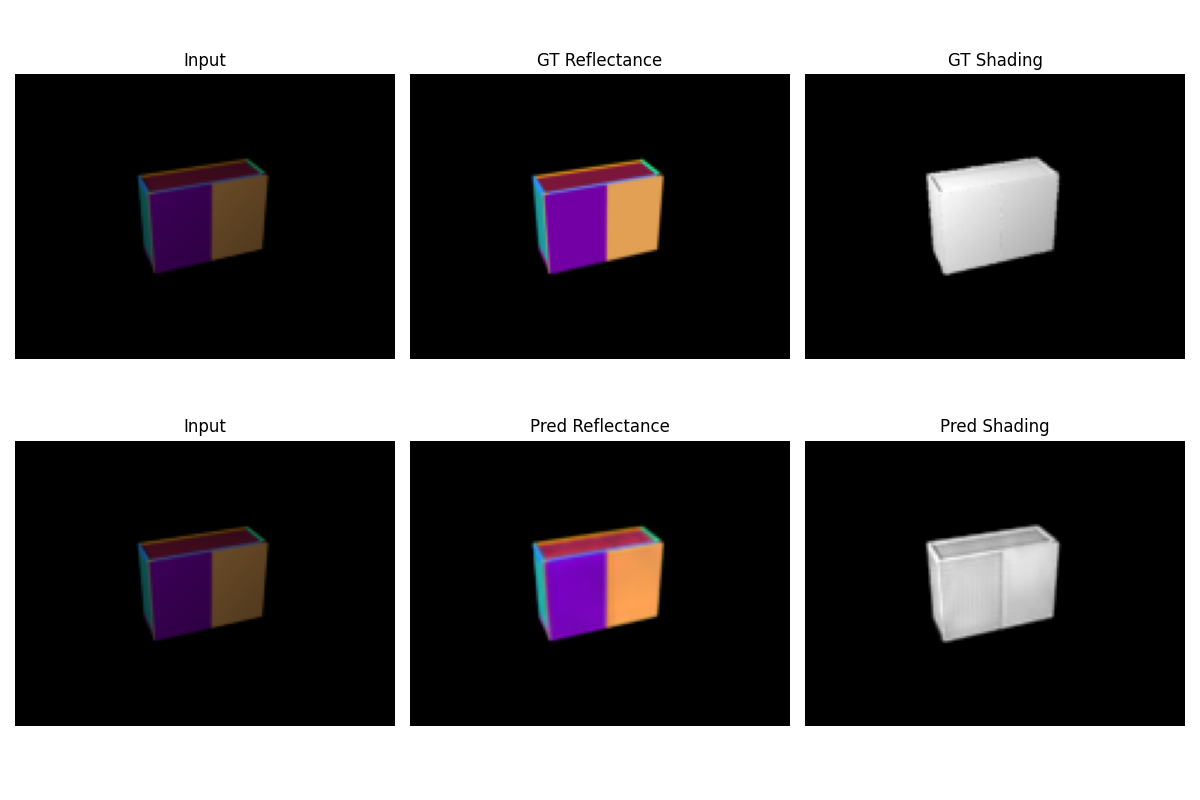 Input
GT Reflectance
GT Shading
Input
Pred Reflectance
Pred Shading